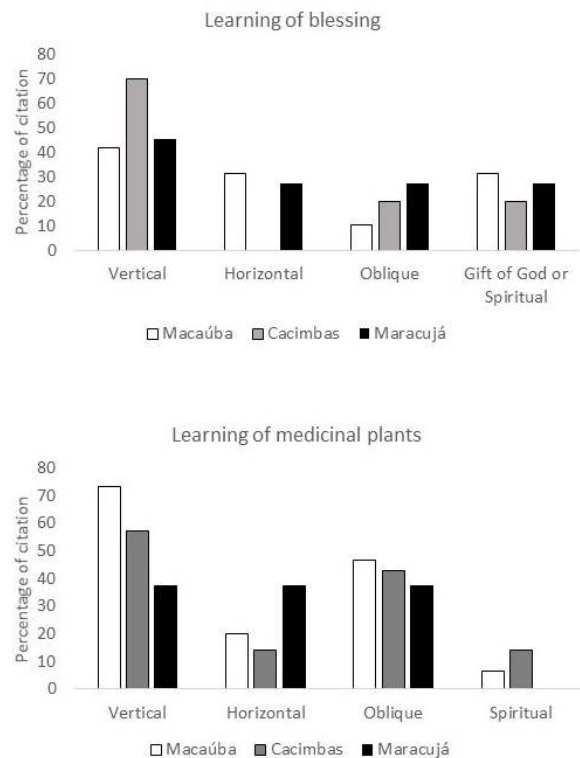 Learning of blessing
Percentage of citation
80
70
60
50
40
30
20
10
0
Vertical Horizontal Oblique Gift of God or
Spiritual
Macaúba Cacimbas Maracujá
Learning of medicinal plants
Percentage of citation
80
70
60
50
40
30
20
10
0
Vertical Horizontal Oblique Spiritual
Macaúba Cacimbas Maracujá